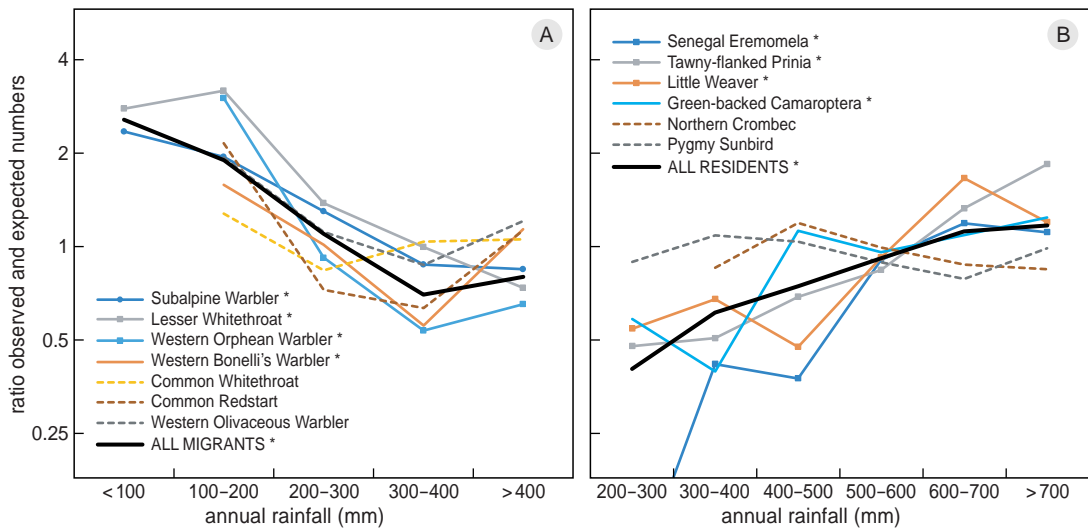 ratio observed and expected numbers
4
2
1
0.5
0.25
A
Subalpine Warbler *
Lesser Whitethroat *
Western Orphean Warbler *
Western Bonelli's Warbler *
Common Whitethroat
Common Redstart
Western Olivaceous Warbler
ALL MIGRANTS *
<100 100–200 200–300 300–400 >400
annual rainfall (mm)
B
Senegal Eremomela *
Tawny-flanked Prinia *
Little Weaver *
Green-backed Camaroptera *
Northern Crombec
Pygmy Sunbird
ALL RESIDENTS *
200–300 300–400 400–500 500–600 600–700 >700
annual rainfall (mm)